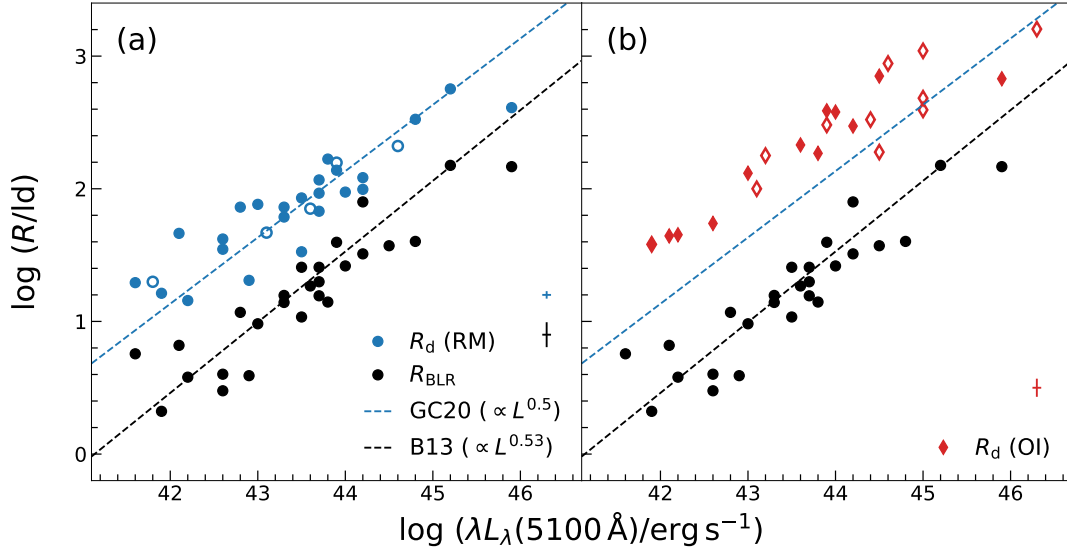 (a)
(b)
log (R/ld)
3
2
1
0
R_d (RM)
R_BLR
GC20 (∝ L^0.5)
B13 (∝ L^0.53)
R_d (OI)
42 43 44 45 46
42 43 44 45 46
log (λL_λ(5100 Å)/erg s^−1)